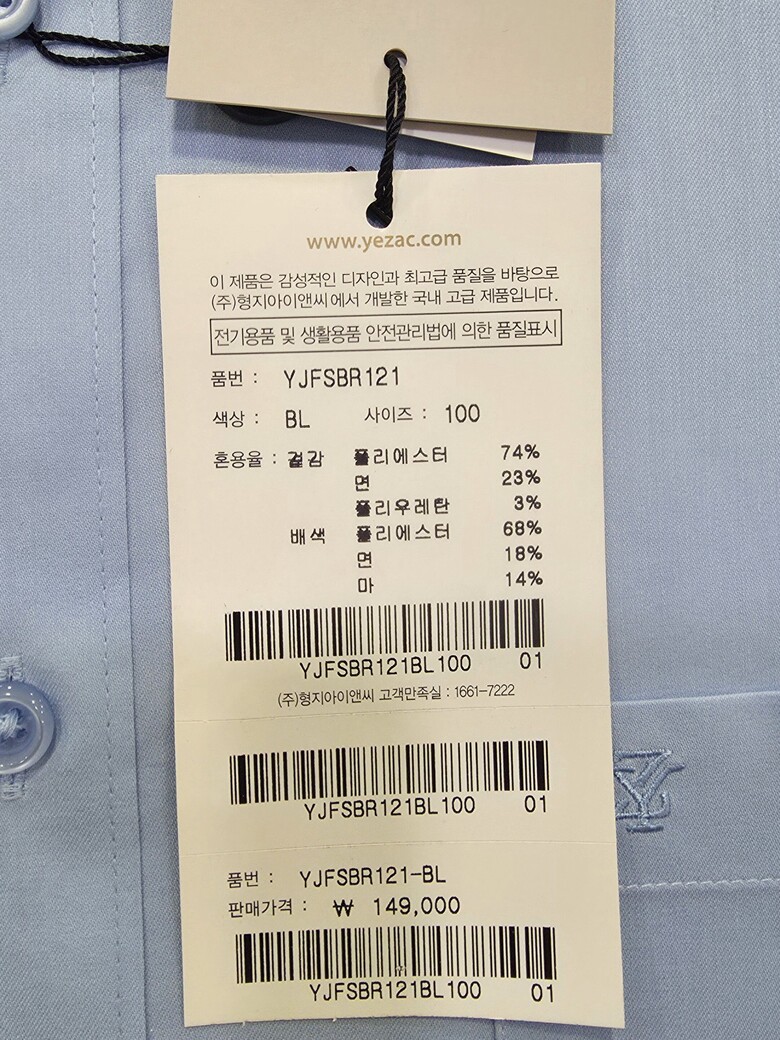 www.yezac.com
이 제품은 감성적인 디자인과 최고급 품질을 바탕으로
(주)형지아이앤씨에서 개발한 국내 고급 제품입니다.
전기용품 및 생활용품 안전관리법에 의한 품질표시
품번 : YJFSBR121
색상 : BL 사이즈 : 100
혼용율 : 겉감 폴리에스터 74%
면 23%
폴리우레탄 3%
배색 폴리에스터 68%
면 18%
마 14%
YJFSBR121BL100 01
(주)형지아이앤씨 고객만족실 : 1661-7222
YJFSBR121BL100 01
품번 : YJFSBR121-BL
판매가격 : ₩ 149,000
YJFSBR121BL100 01